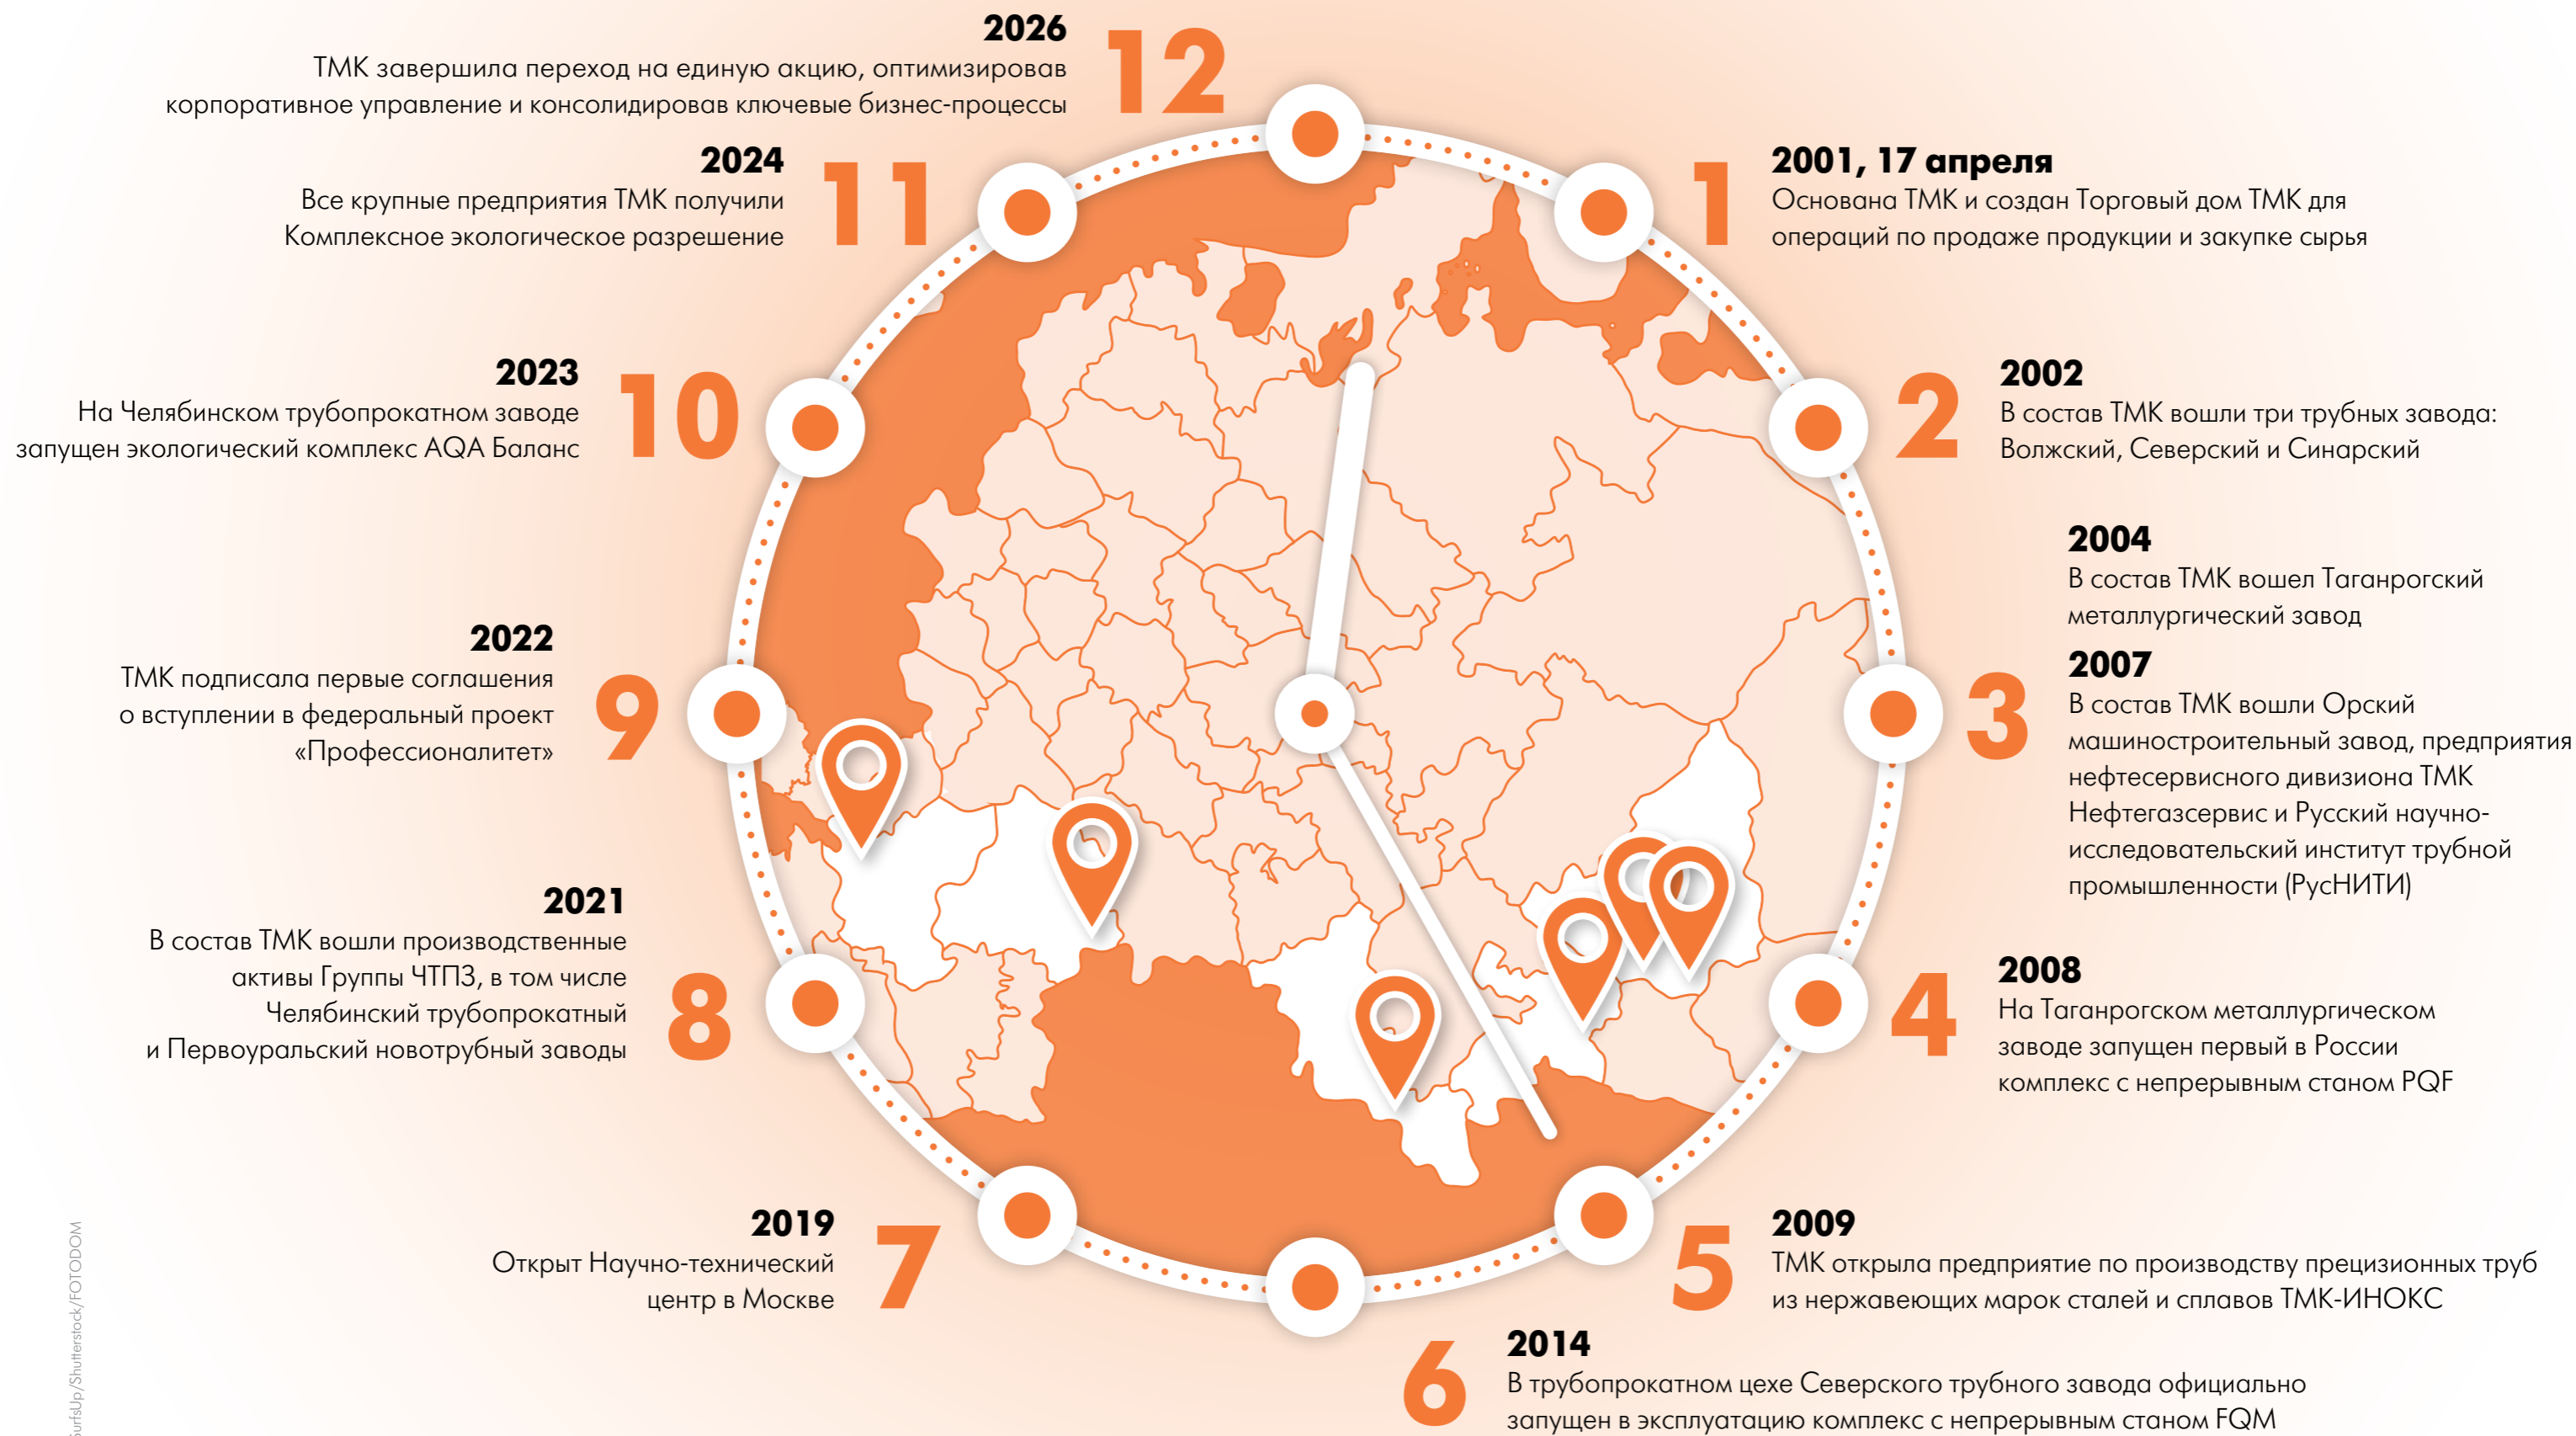 12
2026
ТМК завершила переход на единую акцию, оптимизировав
корпоративное управление и консолидировав ключевые бизнес-процессы
1
2001, 17 апреля
Основана ТМК и создан Торговый дом ТМК для
операций по продаже продукции и закупке сырья
2
2002
В состав ТМК вошли три трубных завода:
Волжский, Северский и Синарский
3
2004
В состав ТМК вошел Таганрогский
металлургический завод
2007
В состав ТМК вошли Орский
машиностроительный завод, предприятия
нефтесервисного дивизиона ТМК
Нефтегазсервис и Русский научно-
исследовательский институт трубной
промышленности (РусНИТИ)
4
2008
На Таганрогском металлургическом
заводе запущен первый в России
комплекс с непрерывным станом PQF
5
2009
ТМК открыла предприятие по производству прецизионных труб
из нержавеющих марок сталей и сплавов ТМК-ИНОКС
6
2014
В трубопрокатном цехе Северского трубного завода официально
запущен в эксплуатацию комплекс с непрерывным станом FQM
7
2019
Открыт Научно-технический
центр в Москве
8
2021
В состав ТМК вошли производственные
активы Группы ЧТПЗ, в том числе
Челябинский трубопрокатный
и Первоуральский новотрубный заводы
9
2022
ТМК подписала первые соглашения
о вступлении в федеральный проект
«Профессионалитет»
10
2023
На Челябинском трубопрокатном заводе
запущен экологический комплекс AQA Баланс
11
2024
Все крупные предприятия ТМК получили
Комплексное экологическое разрешение
SurfsUp/Shutterstock/FOTODOM